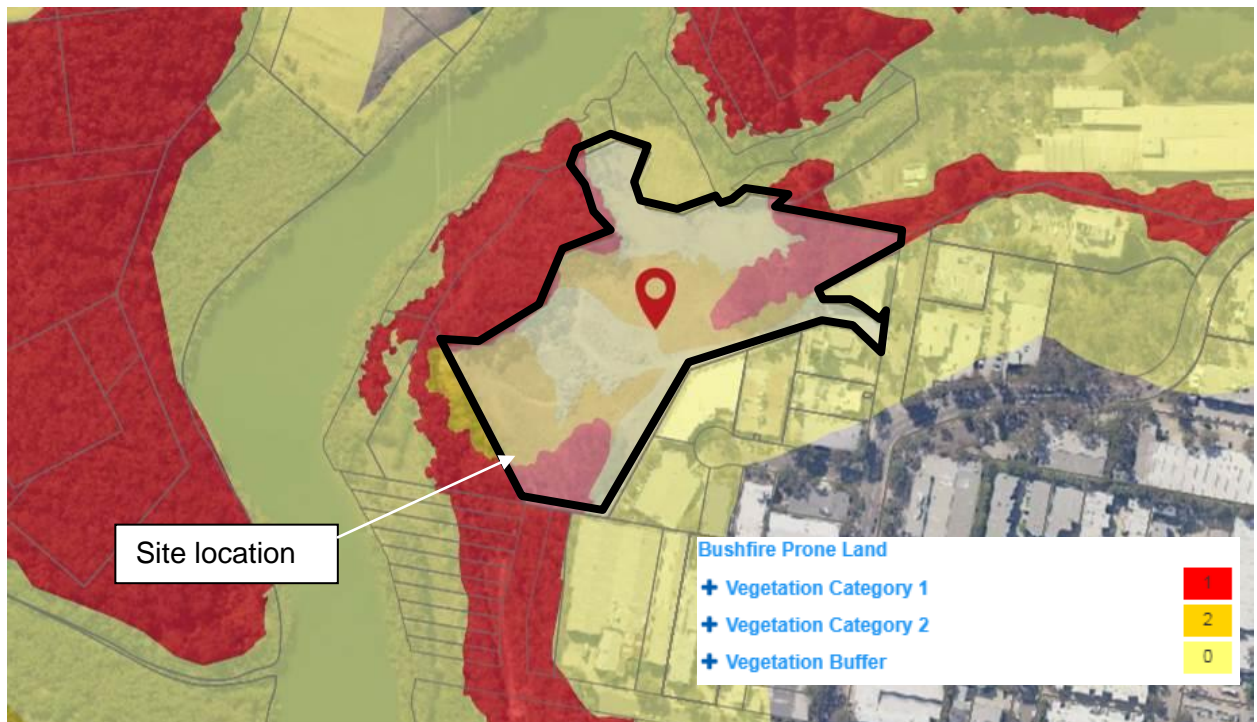 Site location
Bushfire Prone Land
+ Vegetation Category 1 1
+ Vegetation Category 2 2
+ Vegetation Buffer 0